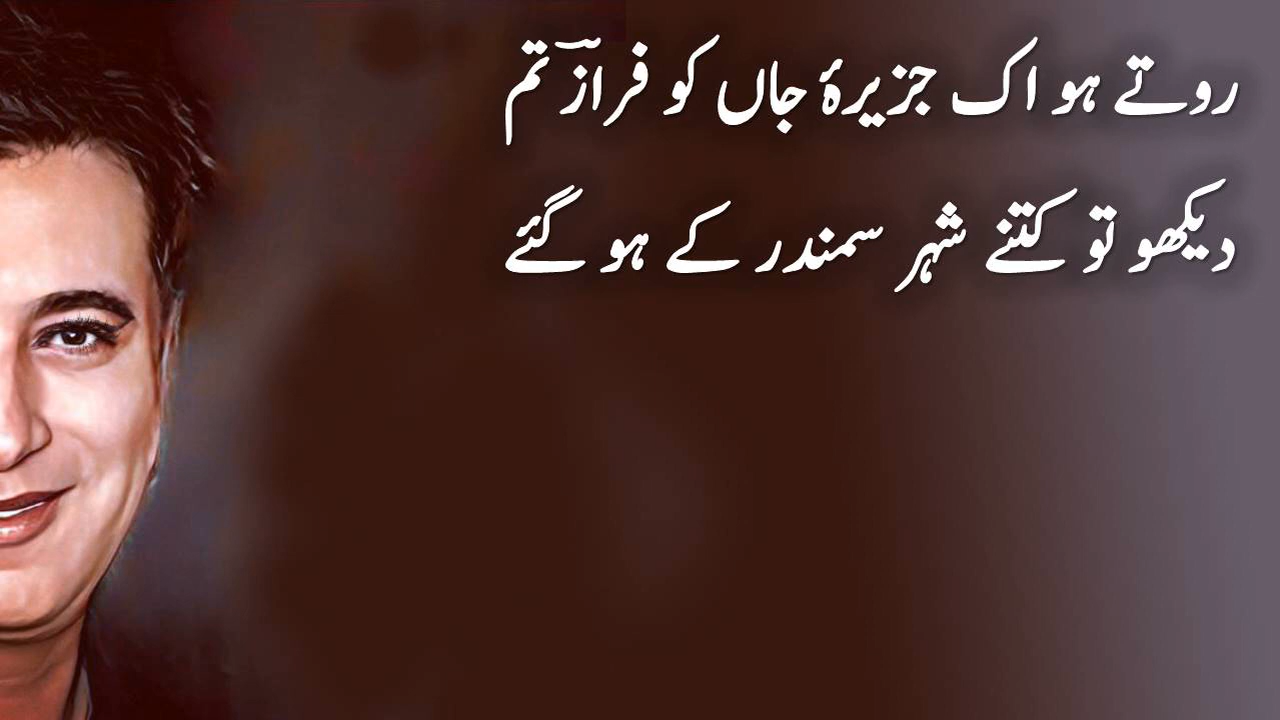 روتے ہو اک جزیرۂ جاں کو فرازؔ تم
دیکھو تو کتنے شہر سمندر کے ہو گئے